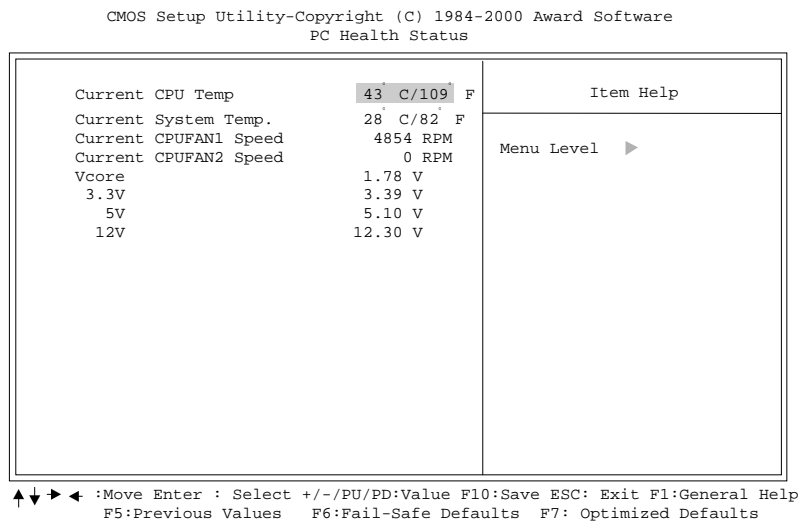 CMOS Setup Utility-Copyright (C) 1984-2000 Award Software
PC Health Status
Current CPU Temp 43° C/109° F
Current System Temp. 28° C/82° F
Current CPUFAN1 Speed 4854 RPM
Current CPUFAN2 Speed 0 RPM
Vcore 1.78 V
3.3V 3.39 V
5V 5.10 V
12V 12.30 V
Item Help
Menu Level ▶
↑↓→← :Move Enter : Select +/-/PU/PD:Value F10:Save ESC: Exit F1:General Help
F5:Previous Values F6:Fail-Safe Defaults F7: Optimized Defaults